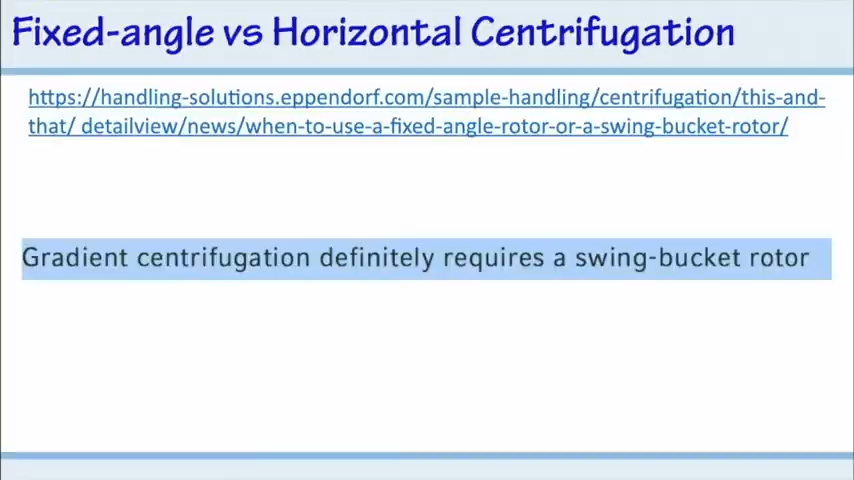 Fixed-angle vs Horizontal Centrifugation
https://handling-solutions.eppendorf.com/sample-handling/centrifugation/this-and-
that/ detailview/news/when-to-use-a-fixed-angle-rotor-or-a-swing-bucket-rotor/
Gradient centrifugation definitely requires a swing-bucket rotor